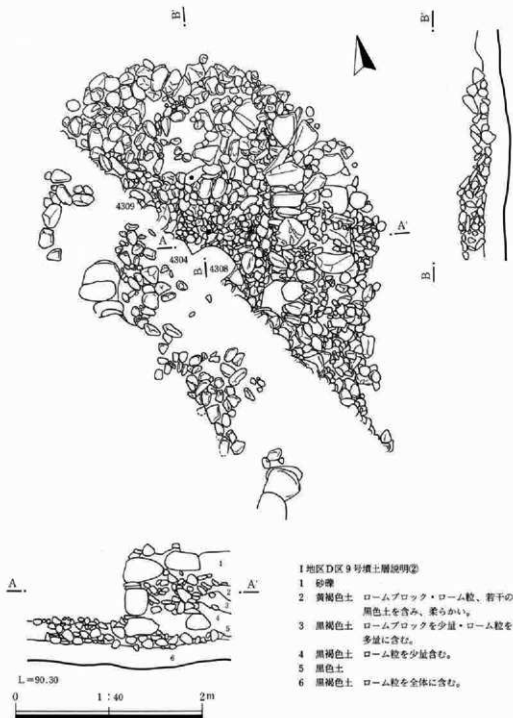 B'
B'
4309
A
A'
4304
B
4308
B
A
A'
1
2
3
4
5
6
L=90.30
0 1:40 2m
I地区D区9号墳土層説明②
1 砂礫
2 黄褐色土 ロームブロック・ローム粒、若干の
黒色土を含み、柔らかい。
3 黒褐色土 ロームブロックを少量・ローム粒を
多量に含む。
4 黒褐色土 ローム粒を少量含む。
5 黒色土
6 黒褐色土 ローム粒を全体に含む。